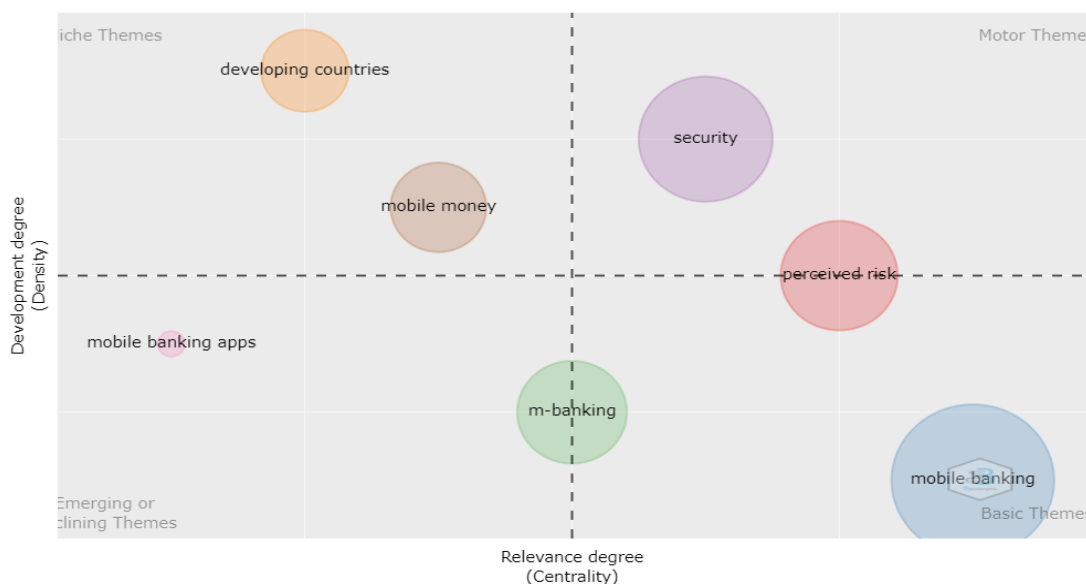 iche Themes
Motor Theme
developing countries
security
mobile money
perceived risk
mobile banking apps
m-banking
mobile banking
Emerging or
clining Themes
Basic Themes
Development degree
(Density)
Relevance degree
(Centrality)